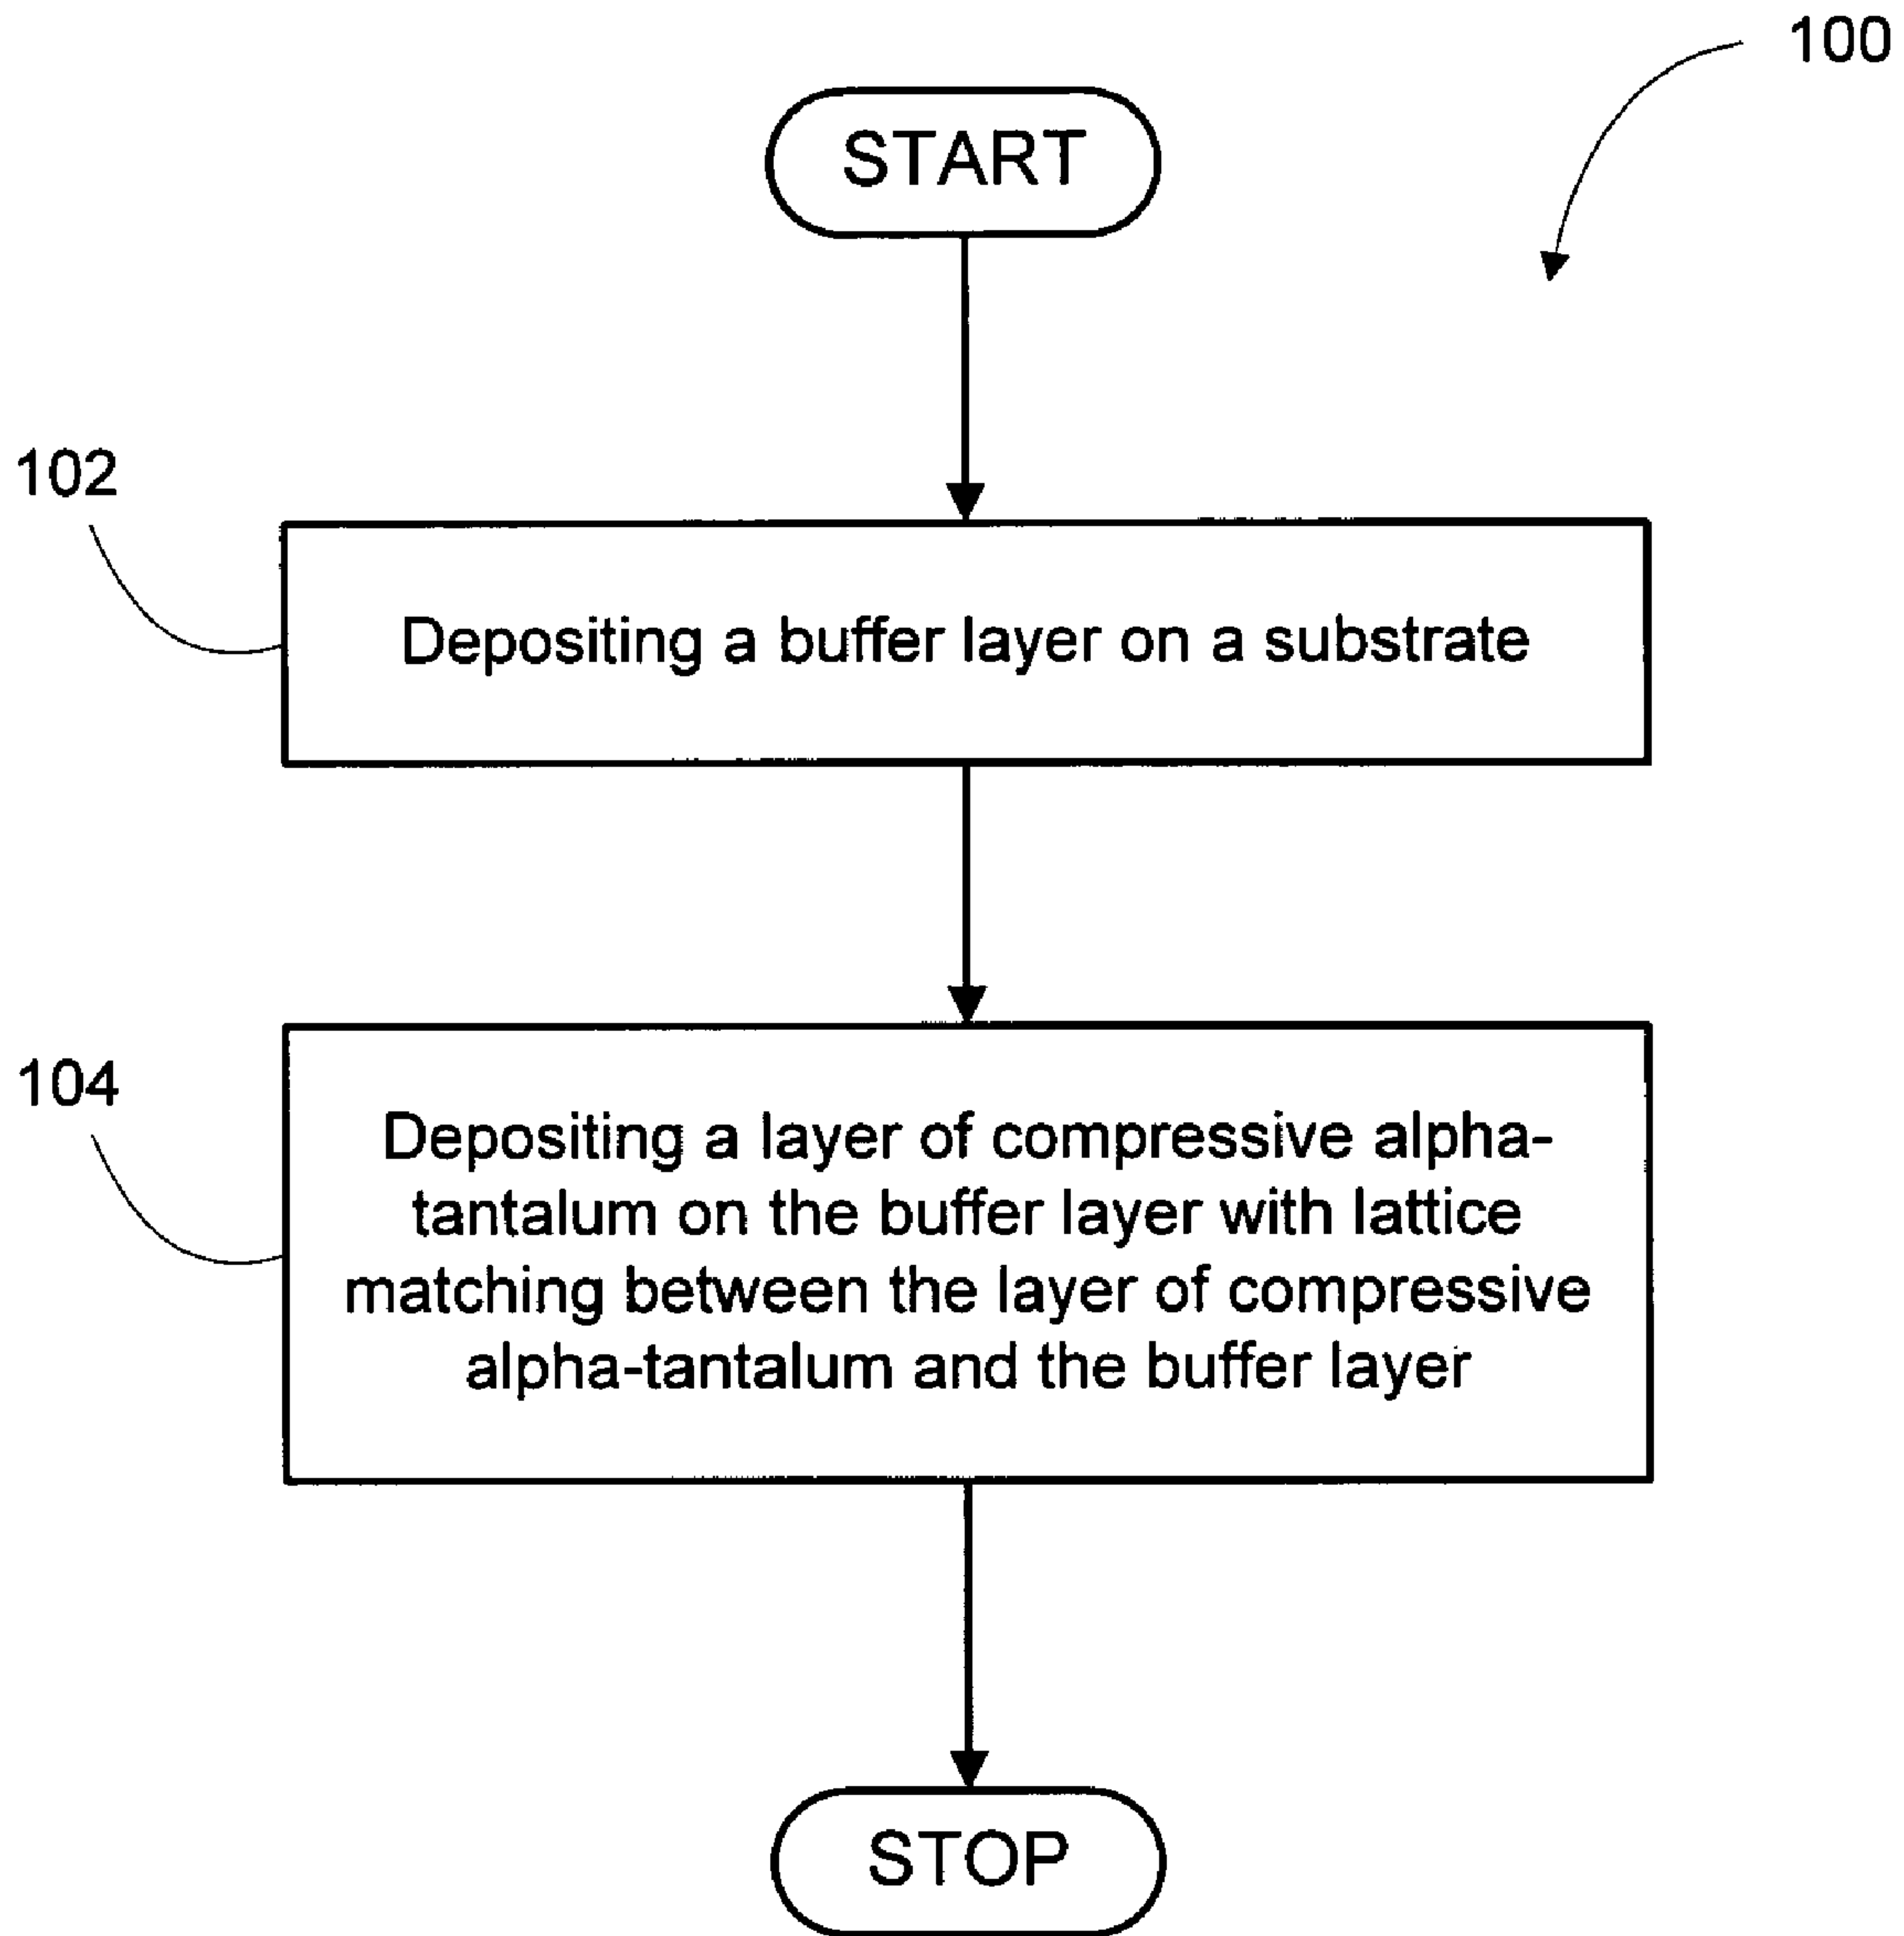 100
START
102
Depositing a buffer layer on a substrate
104
Depositing a layer of compressive alpha-
tantalum on the buffer layer with lattice
matching between the layer of compressive
alpha-tantalum and the buffer layer
STOP